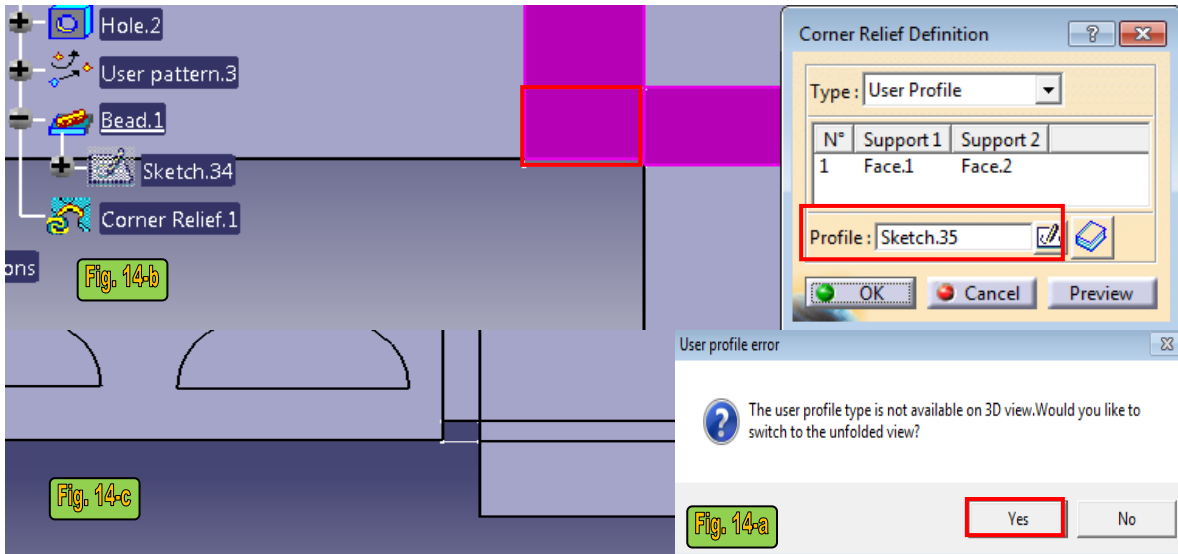 Hole.2
User pattern.3
Bead.1
Sketch.34
Corner Relief.1
ons
Fig. 14-b
Corner Relief Definition
Type : User Profile
N° Support 1 Support 2
1 Face.1 Face.2
Profile : Sketch.35
OK Cancel Preview
Fig. 14-c
User profile error
The user profile type is not available on 3D view.Would you like to
switch to the unfolded view?
Yes No
Fig. 14-a